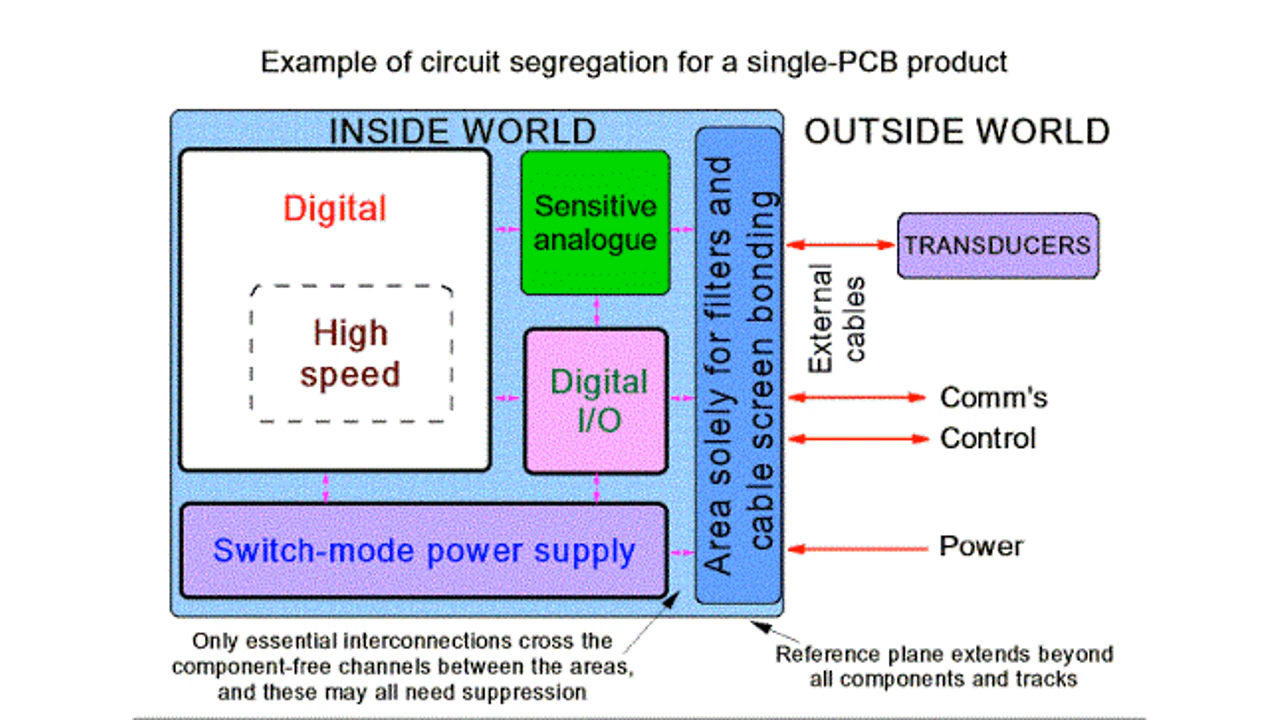 Example of circuit segregation for a single-PCB product
INSIDE WORLD
OUTSIDE WORLD
Digital
High
speed
Sensitive
analogue
Digital
I/O
Switch-mode power supply
Area solely for filters and
cable screen bonding
External
cables
TRANSDUCERS
Comm's
Control
Power
Only essential interconnections cross the
component-free channels between the areas,
and these may all need suppression
Reference plane extends beyond
all components and tracks